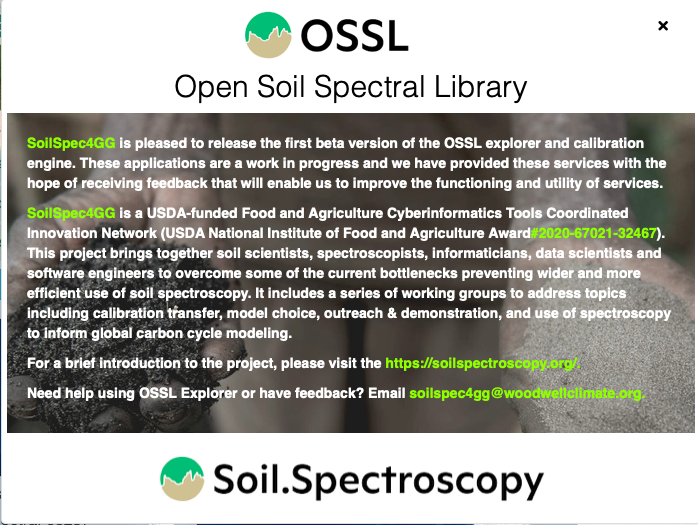 OSSL
×
Open Soil Spectral Library
SoilSpec4GG is pleased to release the first beta version of the OSSL explorer and calibration
engine. These applications are a work in progress and we have provided these services with the
hope of receiving feedback that will enable us to improve the functioning and utility of services.
SoilSpec4GG is a USDA-funded Food and Agriculture Cyberinformatics Tools Coordinated
Innovation Network (USDA National Institute of Food and Agriculture Award#2020-67021-32467).
This project brings together soil scientists, spectroscopists, informaticians, data scientists and
software engineers to overcome some of the current bottlenecks preventing wider and more
efficient use of soil spectroscopy. It includes a series of working groups to address topics
including calibration transfer, model choice, outreach & demonstration, and use of spectroscopy
to inform global carbon cycle modeling.
For a brief introduction to the project, please visit the https://soilspectroscopy.org/.
Need help using OSSL Explorer or have feedback? Email soilspec4gg@woodwellclimate.org.
Soil.Spectroscopy